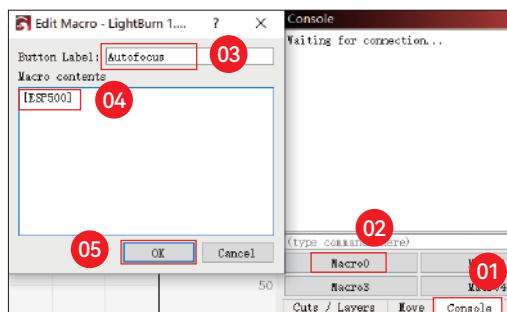 Edit Macro - LightBurn 1.... ? ×
Button Label: Autofocus 03
Macro contents
[ESP500] 04
05 OK Cancel
Console
Waiting for connection...
02
(type command here)
Macro0
01
Macro3
50
Cuts / Layers Move Console